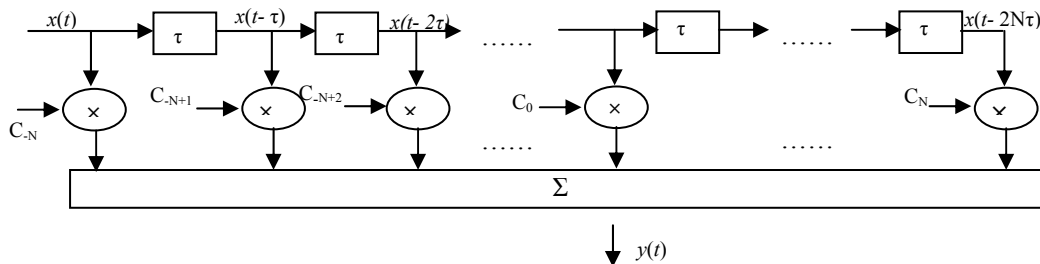 x(t) τ x(t- τ) τ x(t- 2τ) ...... τ ...... τ x(t- 2Nτ)
C-N × C-N+1 × C-N+2 × C0 × CN ×
...... ......
Σ
y(t)